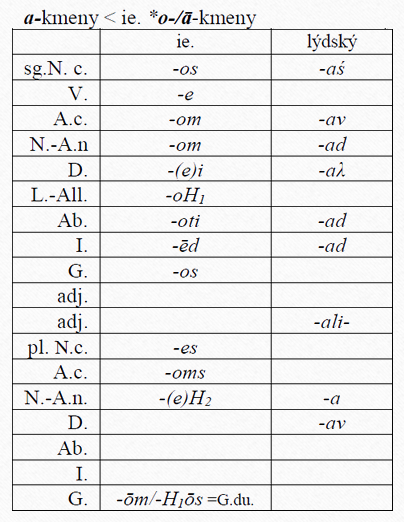 a-kmeny < ie. *o-/ā-kmeny
ie. lýdský
sg.N. c. -os -aś
V. -e
A.c. -om -av
N.-A.n -om -ad
D. -(e)i -aλ
L.-All. -oH₁
Ab. -oti -ad
I. -ēd -ad
G. -os
adj.
adj. -ali-
pl. N.c. -es
A.c. -oms
N.-A.n. -(e)H₂ -a
D. -av
Ab.
I.
G. -ōm/-H₁ōs =G.du.